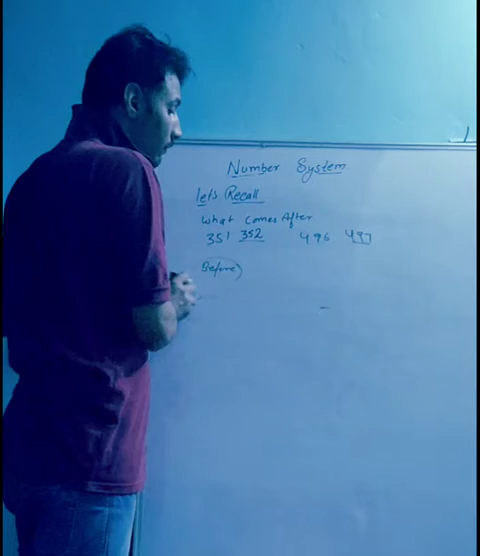 Number System
lets Recall
What Comes After
351 352 496 497
Before